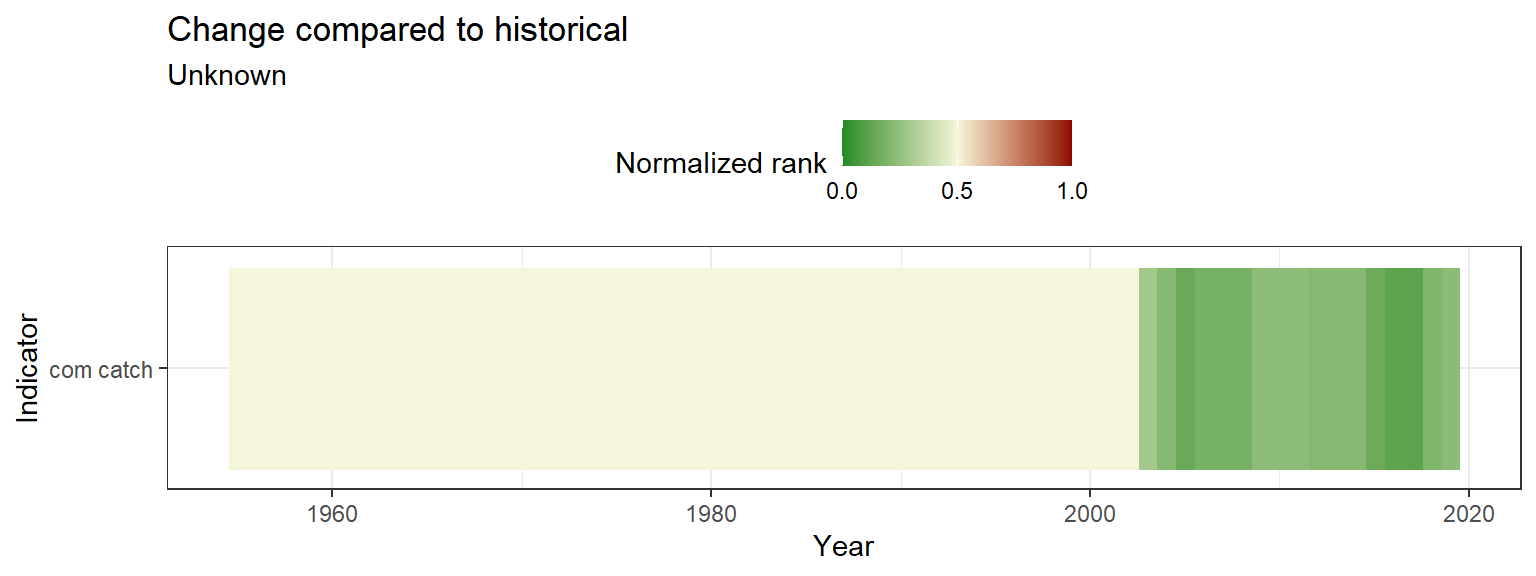 Change compared to historical
Unknown
Normalized rank
0.0 0.5 1.0
Indicator
com catch
1960 1980 2000 2020
Year